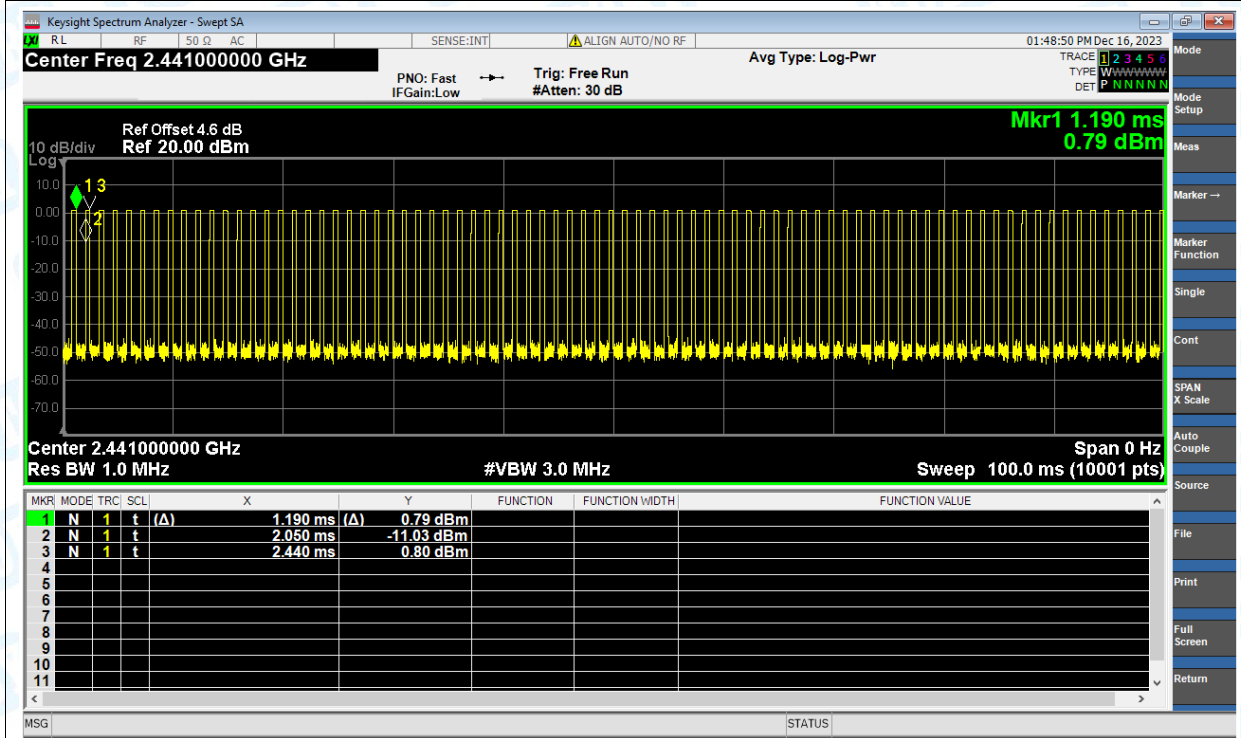 Keysight Spectrum Analyzer - Swept SA
LXI RL RF 50 Ω AC SENSE:INT ALIGN AUTO/NO RF 01:48:50 PM Dec 16, 2023
Center Freq 2.441000000 GHz Avg Type: Log-Pwr TRACE 1 2 3 4 5 6
PNO: Fast Trig: Free Run TYPE WWWWWW
IFGain:Low #Atten: 30 dB DET P N N N N N
Mkr1 1.190 ms
0.79 dBm
Ref Offset 4.6 dB
10 dB/div Ref 20.00 dBm
Log
10.0
0.00
-10.0
-20.0
-30.0
-40.0
-50.0
-60.0
-70.0
1 3
2
Center 2.441000000 GHz Span 0 Hz
Res BW 1.0 MHz #VBW 3.0 MHz Sweep 100.0 ms (10001 pts)
MKR MODE TRC SCL X Y FUNCTION FUNCTION WIDTH FUNCTION VALUE
1 N 1 t (Δ) 1.190 ms (Δ) 0.79 dBm
2 N 1 t 2.050 ms -11.03 dBm
3 N 1 t 2.440 ms 0.80 dBm
4
5
6
7
8
9
10
11
MSG STATUS
Mode
Mode
Setup
Meas
Marker →
Marker
Function
Single
Cont
SPAN
X Scale
Auto
Couple
Source
File
Print
Full
Screen
Return